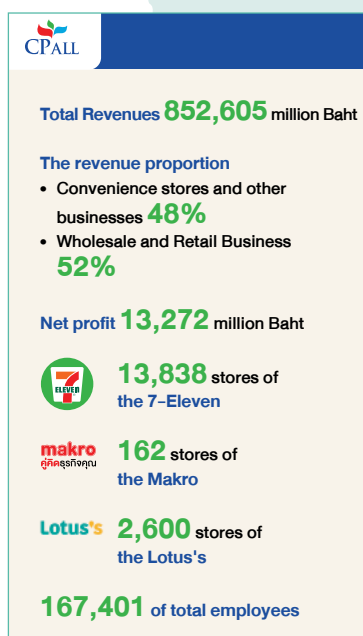 CPALL
Total Revenues 852,605 million Baht
The revenue proportion
• Convenience stores and other
businesses 48%
• Wholesale and Retail Business
52%
Net profit 13,272 million Baht
7 ELEVEn
13,838 stores of
the 7-Eleven
makro
คู่คิดธุรกิจคุณ
162 stores of
the Makro
Lotus's
2,600 stores of
the Lotus's
167,401 of total employees